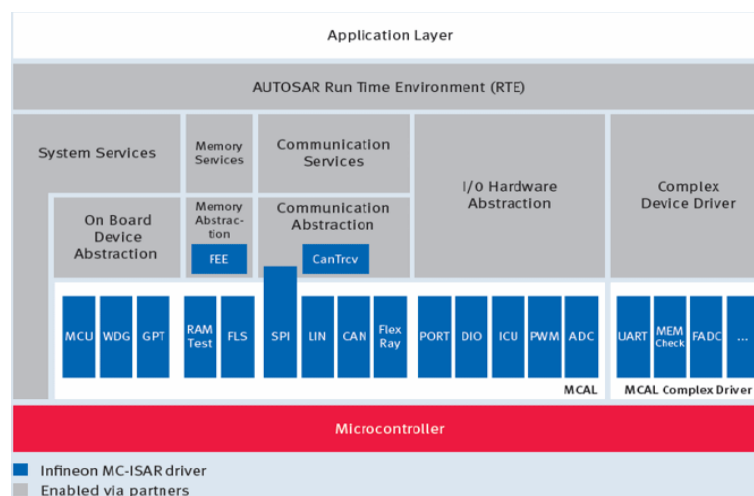 Application Layer
AUTOSAR Run Time Environment (RTE)
System Services
Memory
Services
Communication
Services
I/0 Hardware
Abstraction
Complex
Device Driver
On Board
Device
Abstraction
Memory
Abstrac-
tion
FEE
Communication
Abstraction
CanTrcv
MCU
WDG
GPT
RAM
Test
FLS
SPI
LIN
CAN
Flex
Ray
PORT
DIO
ICU
PWM
ADC
UART
MEM
Check
FADC
...
MCAL
MCAL Complex Driver
Microcontroller
Infineon MC-ISAR driver
Enabled via partners